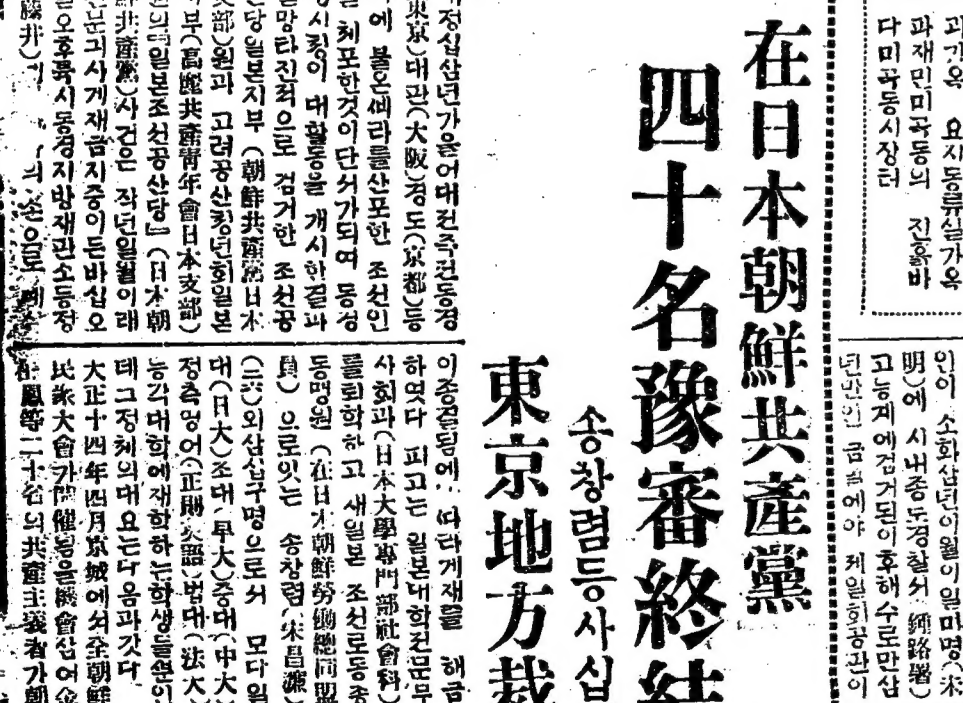 과재민미국동의 진흙바
다미국동시장터
인이 소화삼년이월이일미명(未
明)에 시내종로경찰서(鍾路署)
고등계에검거된이후해수로만삼
년만인 금일에야 제일회공판이
在日本朝鮮共產黨
四十名豫審終結
송창렴등사십
東京地方裁
정십삼년가을어대전주전동경
(東京)대판(大阪)경도(京都)등
에 불온삐라를산포한 조선인
체포한것이단서가되여 동경
시청이 대활동을 개시한결과
일망타진죄으로 검거한 조선공
산당일본지부(朝鮮共產黨日本
支部)원과 고려공산청년회일본
부(高麗共產靑年會日本支部)
원의『일본조선공산당』(日本朝
鮮共產黨)사건은 작년일월이래
신문긔사게재금지중이든바십오
일오후륙시동경지방재판소등정
이종결됨에 따라게재를 해금
하엿다 피고는 일본대학전문부
사회과(日本大學專門部社會科)
를퇴학하고 새일본 조선로동총
동맹원(在日本朝鮮勞働總同盟
員)으로잇는 송창렴(宋昌濂)
(三六)외삼십구명으로서 모다일
대(日大)조대(早大)중대(中大)
정측영어(正則英語)법대(法大)
등각대학에재학하는학생들뿐인
데그정체의대요는다음과갓다
大正十四年四月京城에서全朝鮮
民衆大會가開催됨을機會삼어金
鳳等二十名의共產主義者가朝